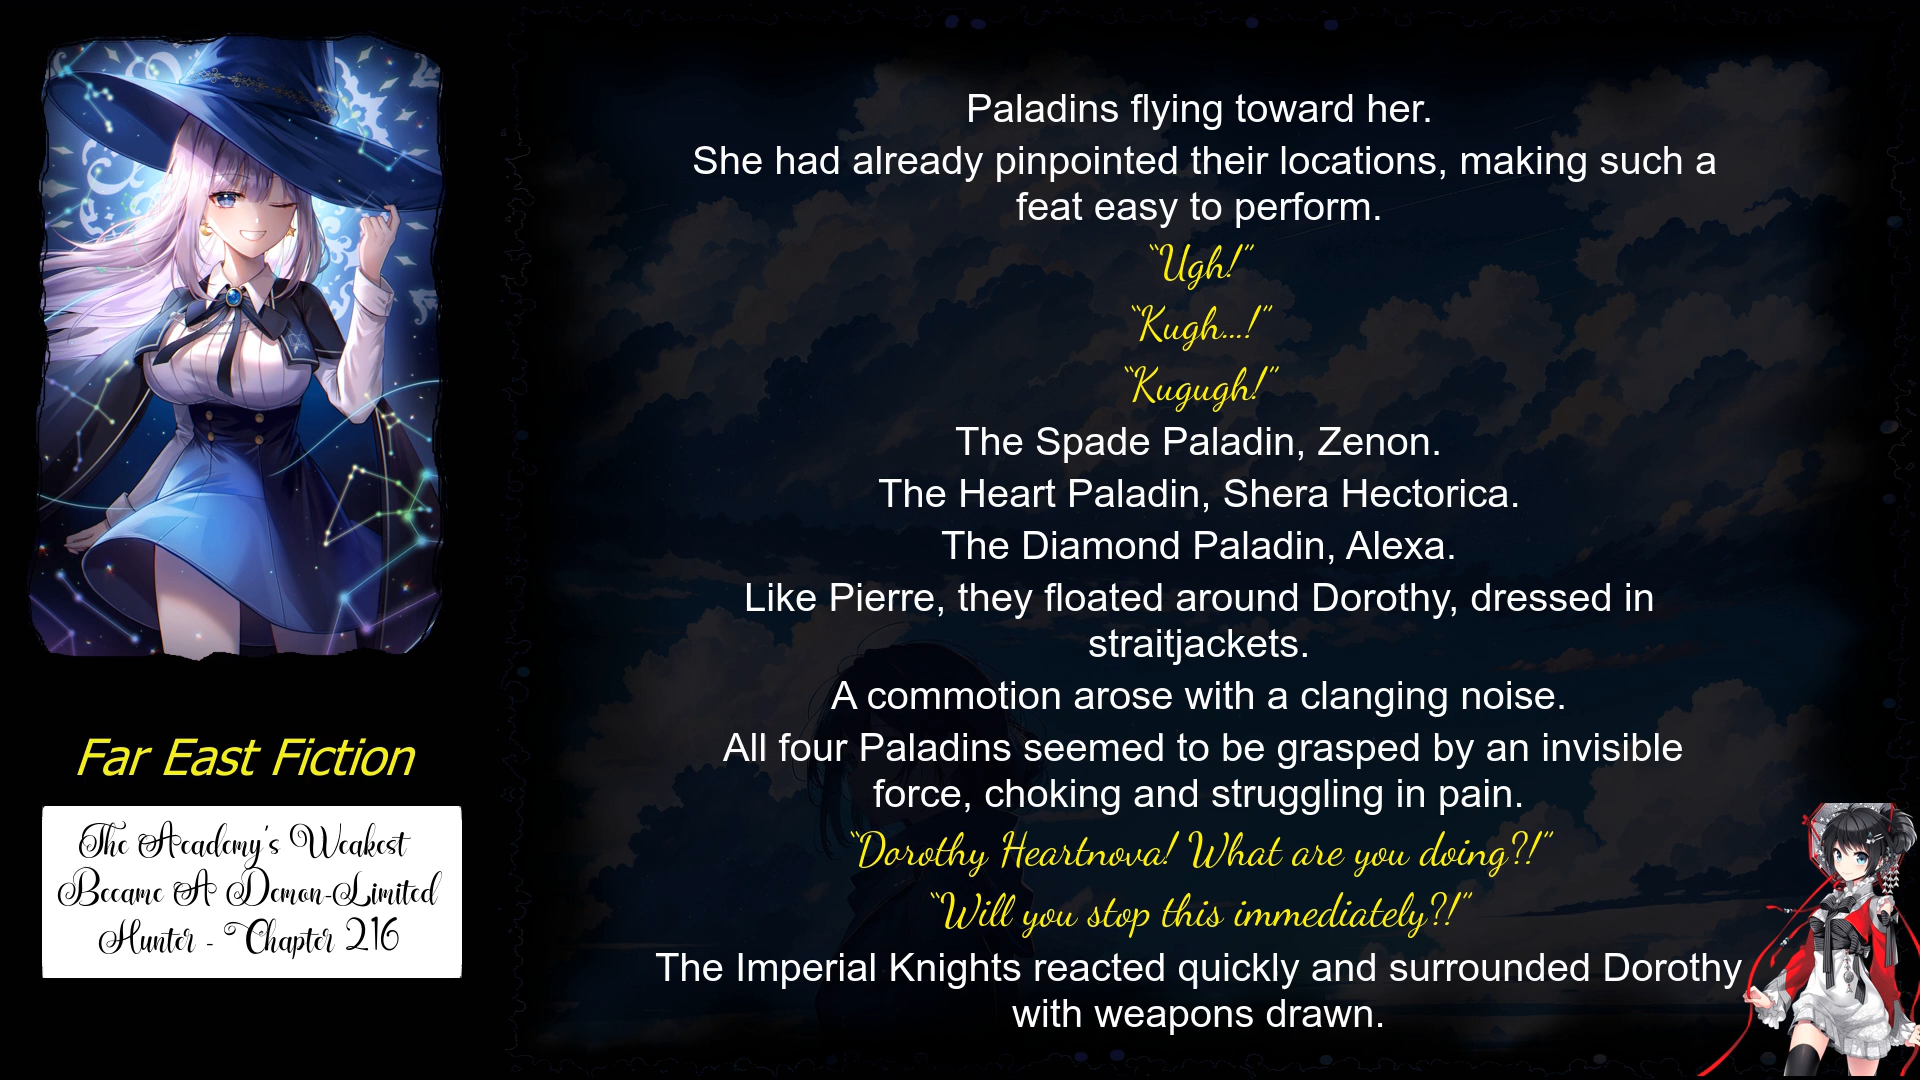 Paladins flying toward her.
She had already pinpointed their locations, making such a
feat easy to perform.
“Ugh!”
“Kugh...!”
“Kugugh!”
The Spade Paladin, Zenon.
The Heart Paladin, Shera Hectorica.
The Diamond Paladin, Alexa.
Like Pierre, they floated around Dorothy, dressed in
straitjackets.
A commotion arose with a clanging noise.
All four Paladins seemed to be grasped by an invisible
force, choking and struggling in pain.
“Dorothy Heartnova! What are you doing?!”
“Will you stop this immediately?!”
The Imperial Knights reacted quickly and surrounded Dorothy
with weapons drawn.
Far East Fiction
The Academy's Weakest
Became A Demon-Limited
Hunter - Chapter 216